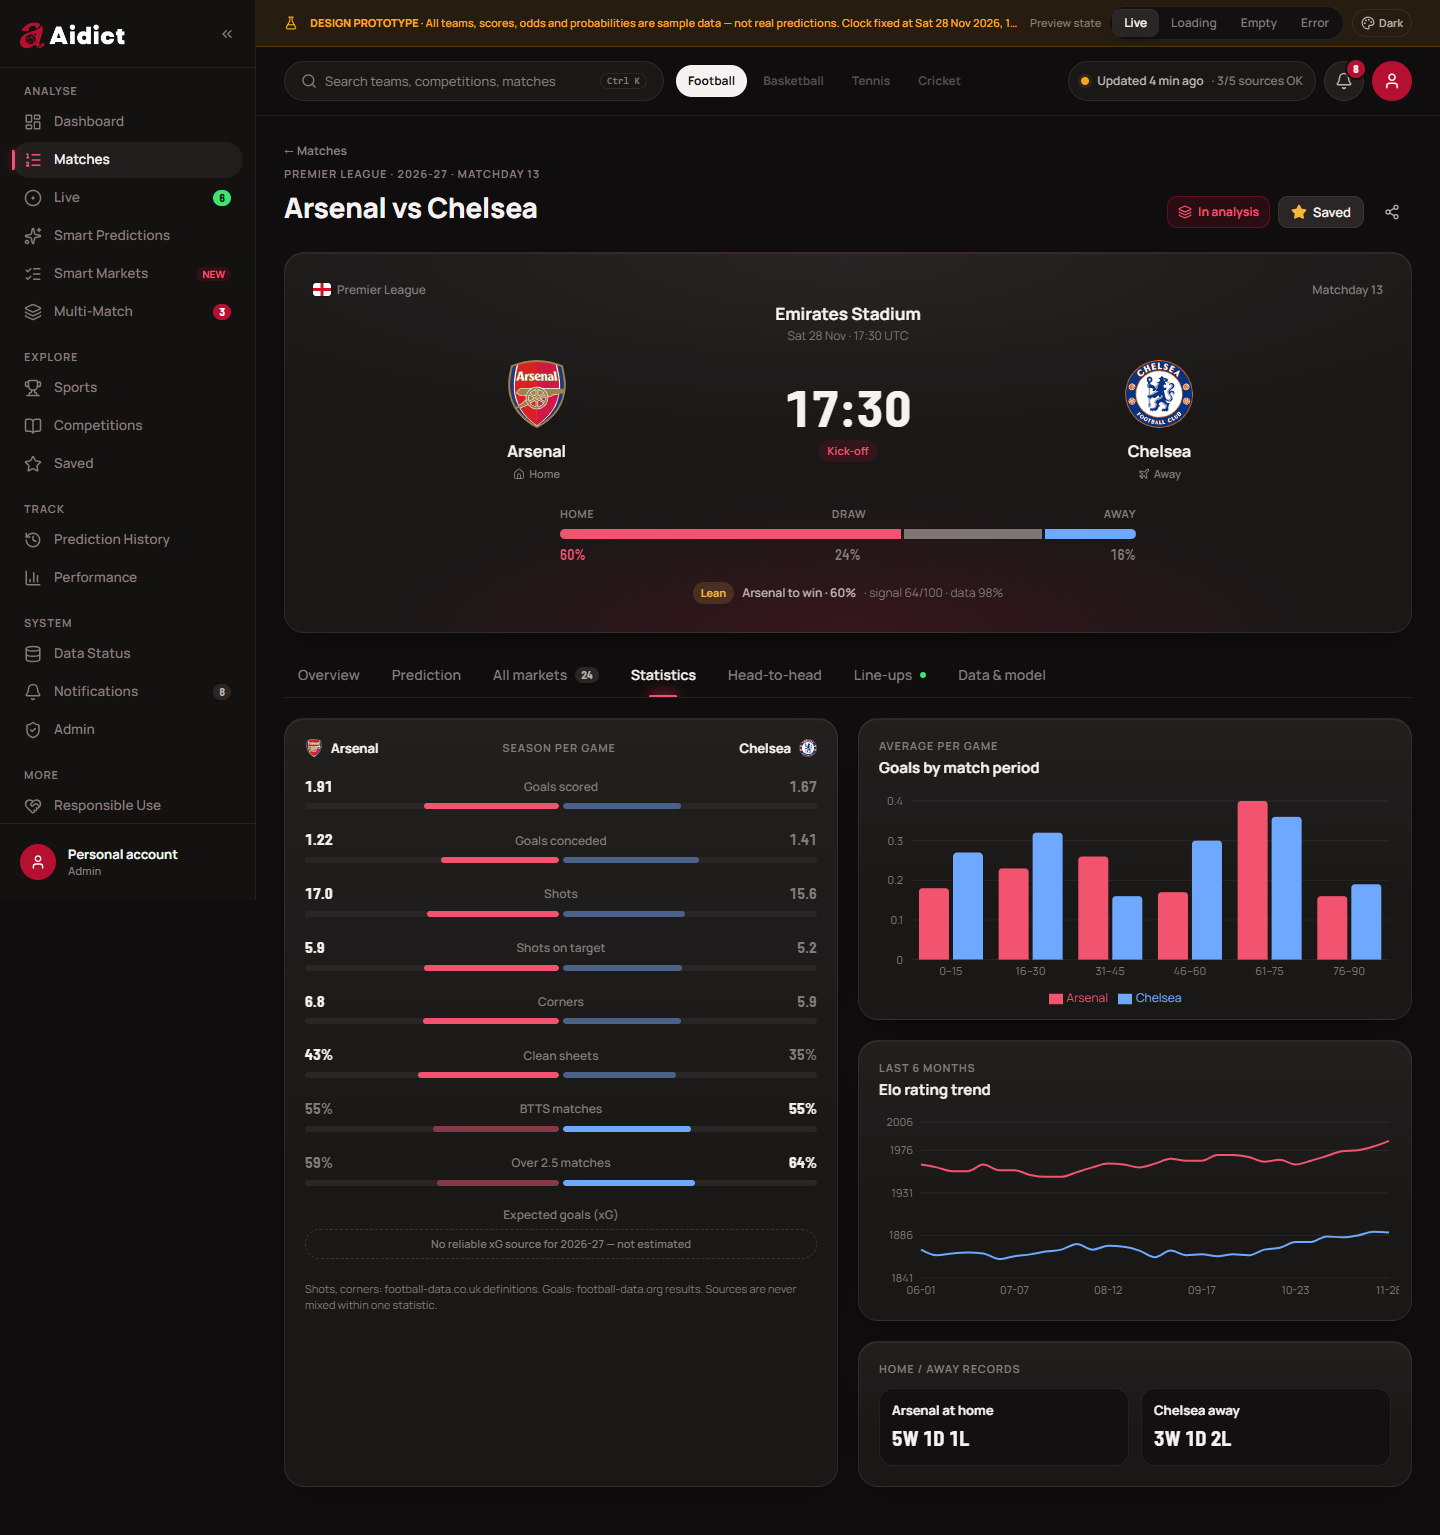 Aidict
DESIGN PROTOTYPE · All teams, scores, odds and probabilities are sample data — not real predictions. Clock fixed at Sat 28 Nov 2026, 1...
Preview state
Live
Loading
Empty
Error
Dark
Search teams, competitions, matches
Ctrl K
Football
Basketball
Tennis
Cricket
Updated 4 min ago · 3/5 sources OK
8
ANALYSE
Dashboard
Matches
Live
6
Smart Predictions
Smart Markets
NEW
Multi-Match
3
EXPLORE
Sports
Competitions
Saved
TRACK
Prediction History
Performance
SYSTEM
Data Status
Notifications
8
Admin
MORE
Responsible Use
Personal account
Admin
← Matches
PREMIER LEAGUE · 2026-27 · MATCHDAY 13
Arsenal vs Chelsea
In analysis
Saved
Premier League
Matchday 13
Emirates Stadium
Sat 28 Nov · 17:30 UTC
Arsenal
CHELSEA
FOOTBALL CLUB
17:30
Kick-off
Arsenal
Home
Chelsea
Away
HOME
DRAW
AWAY
60%
24%
16%
Lean
Arsenal to win · 60% · signal 64/100 · data 98%
Overview
Prediction
All markets
24
Statistics
Head-to-head
Line-ups
Data & model
Arsenal
SEASON PER GAME
Chelsea
1.91
Goals scored
1.67
1.22
Goals conceded
1.41
17.0
Shots
15.6
5.9
Shots on target
5.2
6.8
Corners
5.9
43%
Clean sheets
35%
55%
BTTS matches
55%
59%
Over 2.5 matches
64%
Expected goals (xG)
No reliable xG source for 2026-27 — not estimated
Shots, corners: football-data.co.uk definitions. Goals: football-data.org results. Sources are never
mixed within one statistic.
AVERAGE PER GAME
Goals by match period
0.4
0.3
0.2
0.1
0
0–15
16–30
31–45
46–60
61–75
76–90
Arsenal
Chelsea
LAST 6 MONTHS
Elo rating trend
2006
1976
1931
1886
1841
06-01
07-07
08-12
09-17
10-23
11-28
HOME / AWAY RECORDS
Arsenal at home
5W 1D 1L
Chelsea away
3W 1D 2L